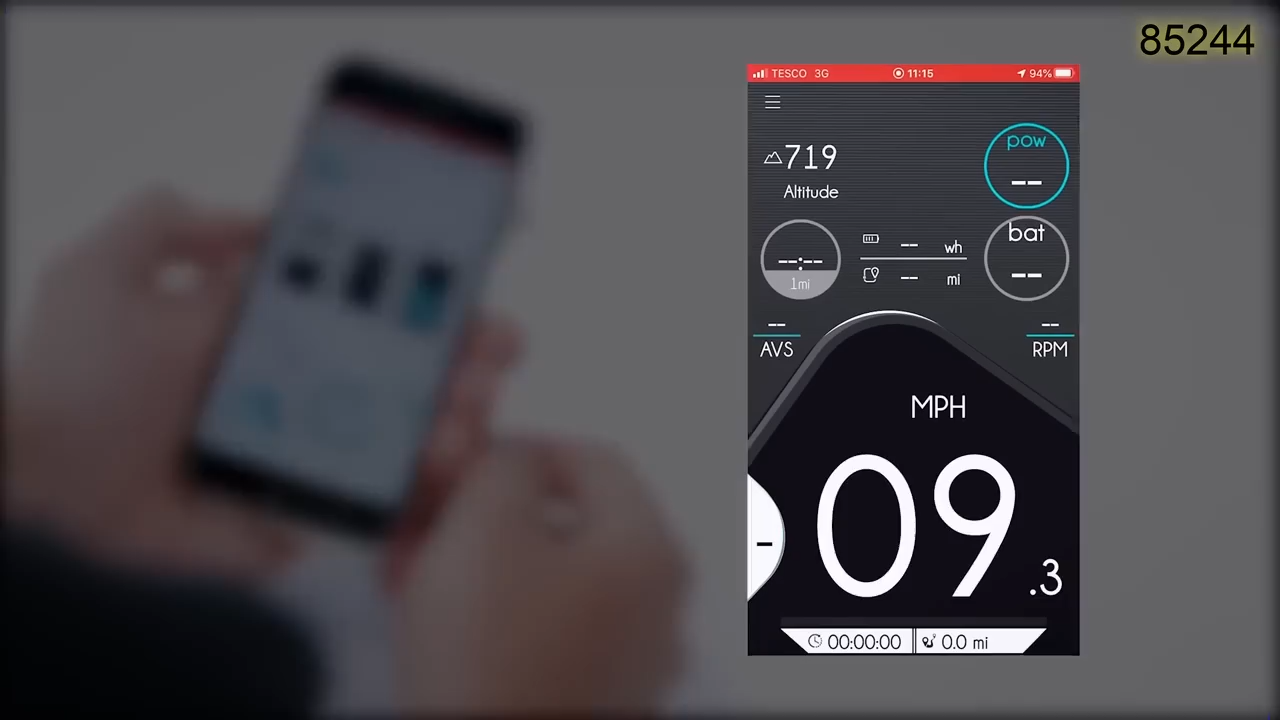 85244
TESCO 3G 11:15 94%
719
Altitude
pow
--
--:--
1mi
-- wh
-- mi
bat
--
--
AVS
--
RPM
MPH
09.3
-
00:00:00 0.0 mi